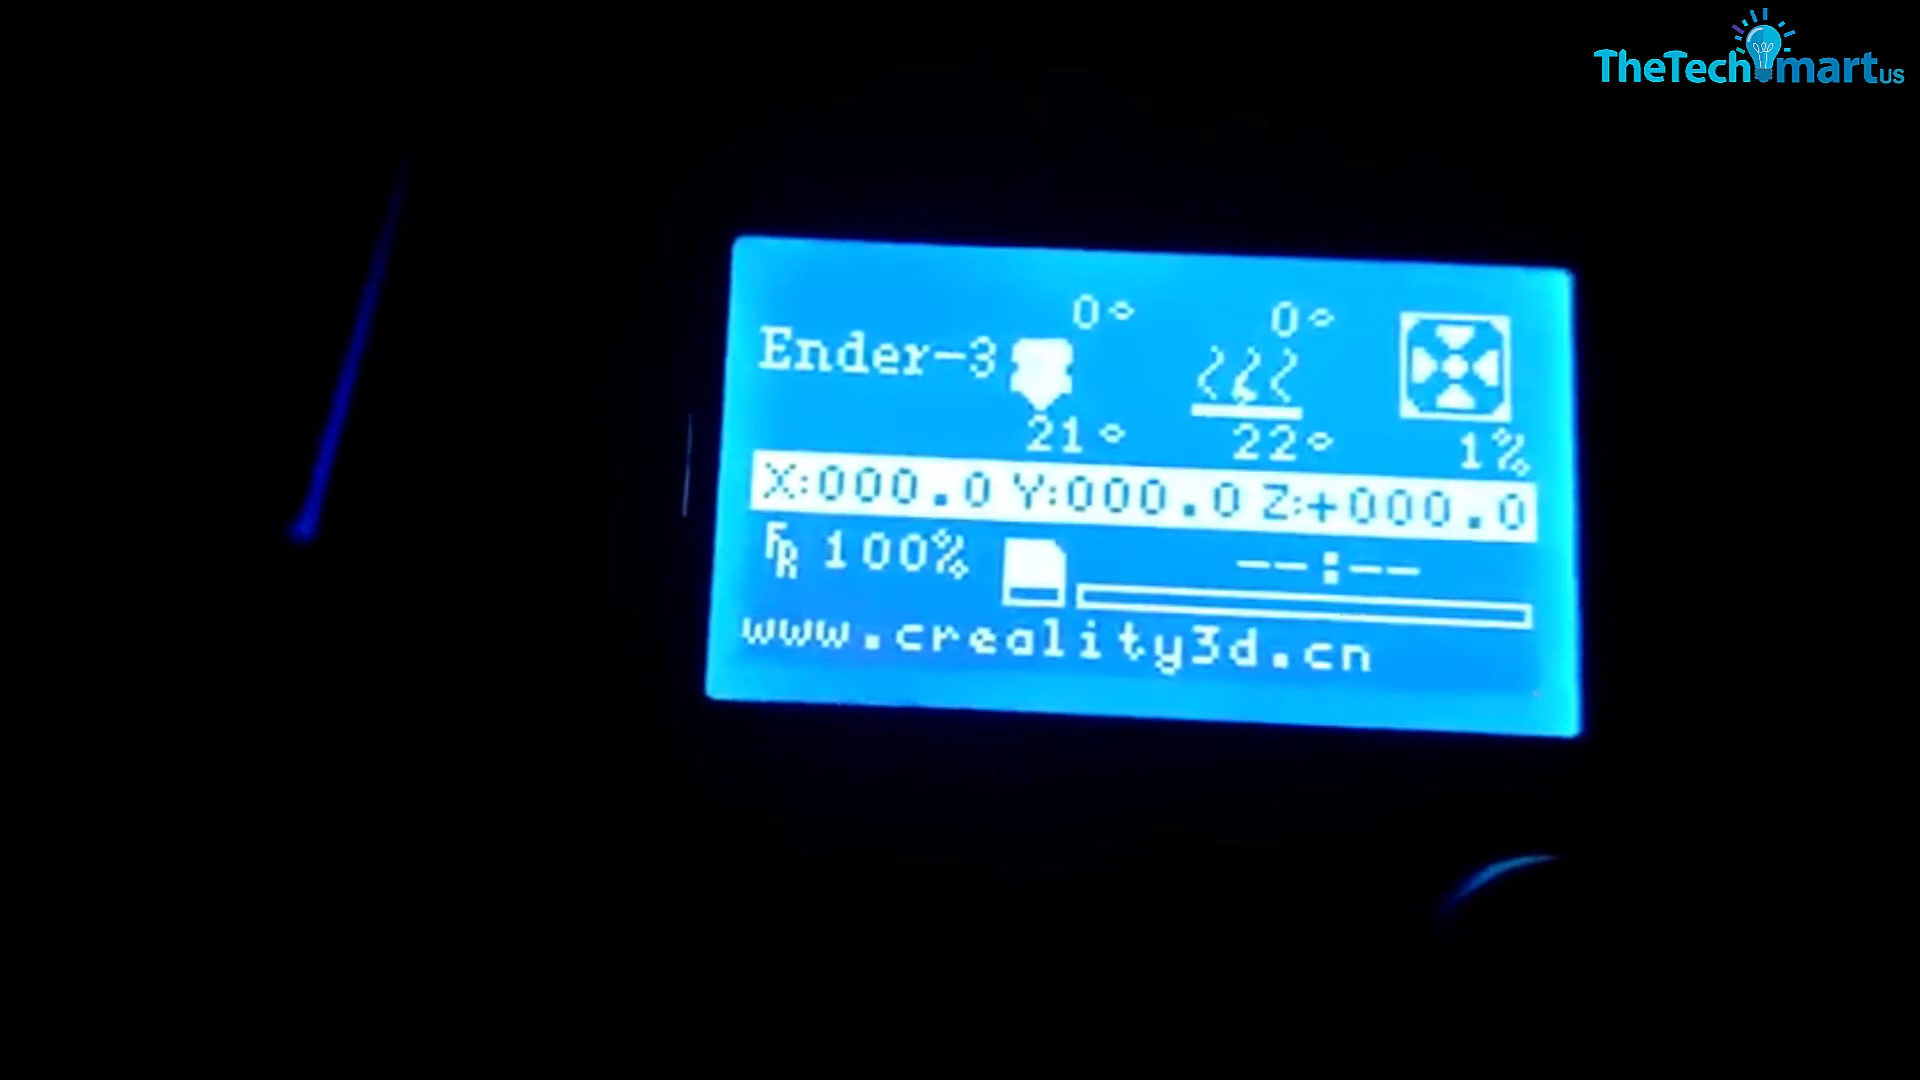 TheTechmartUS
0° 0°
Ender-3
21° 22° 1%
X:000.0 Y:000.0 Z:+000.0
FR 100% --:--
www.creality3d.cn